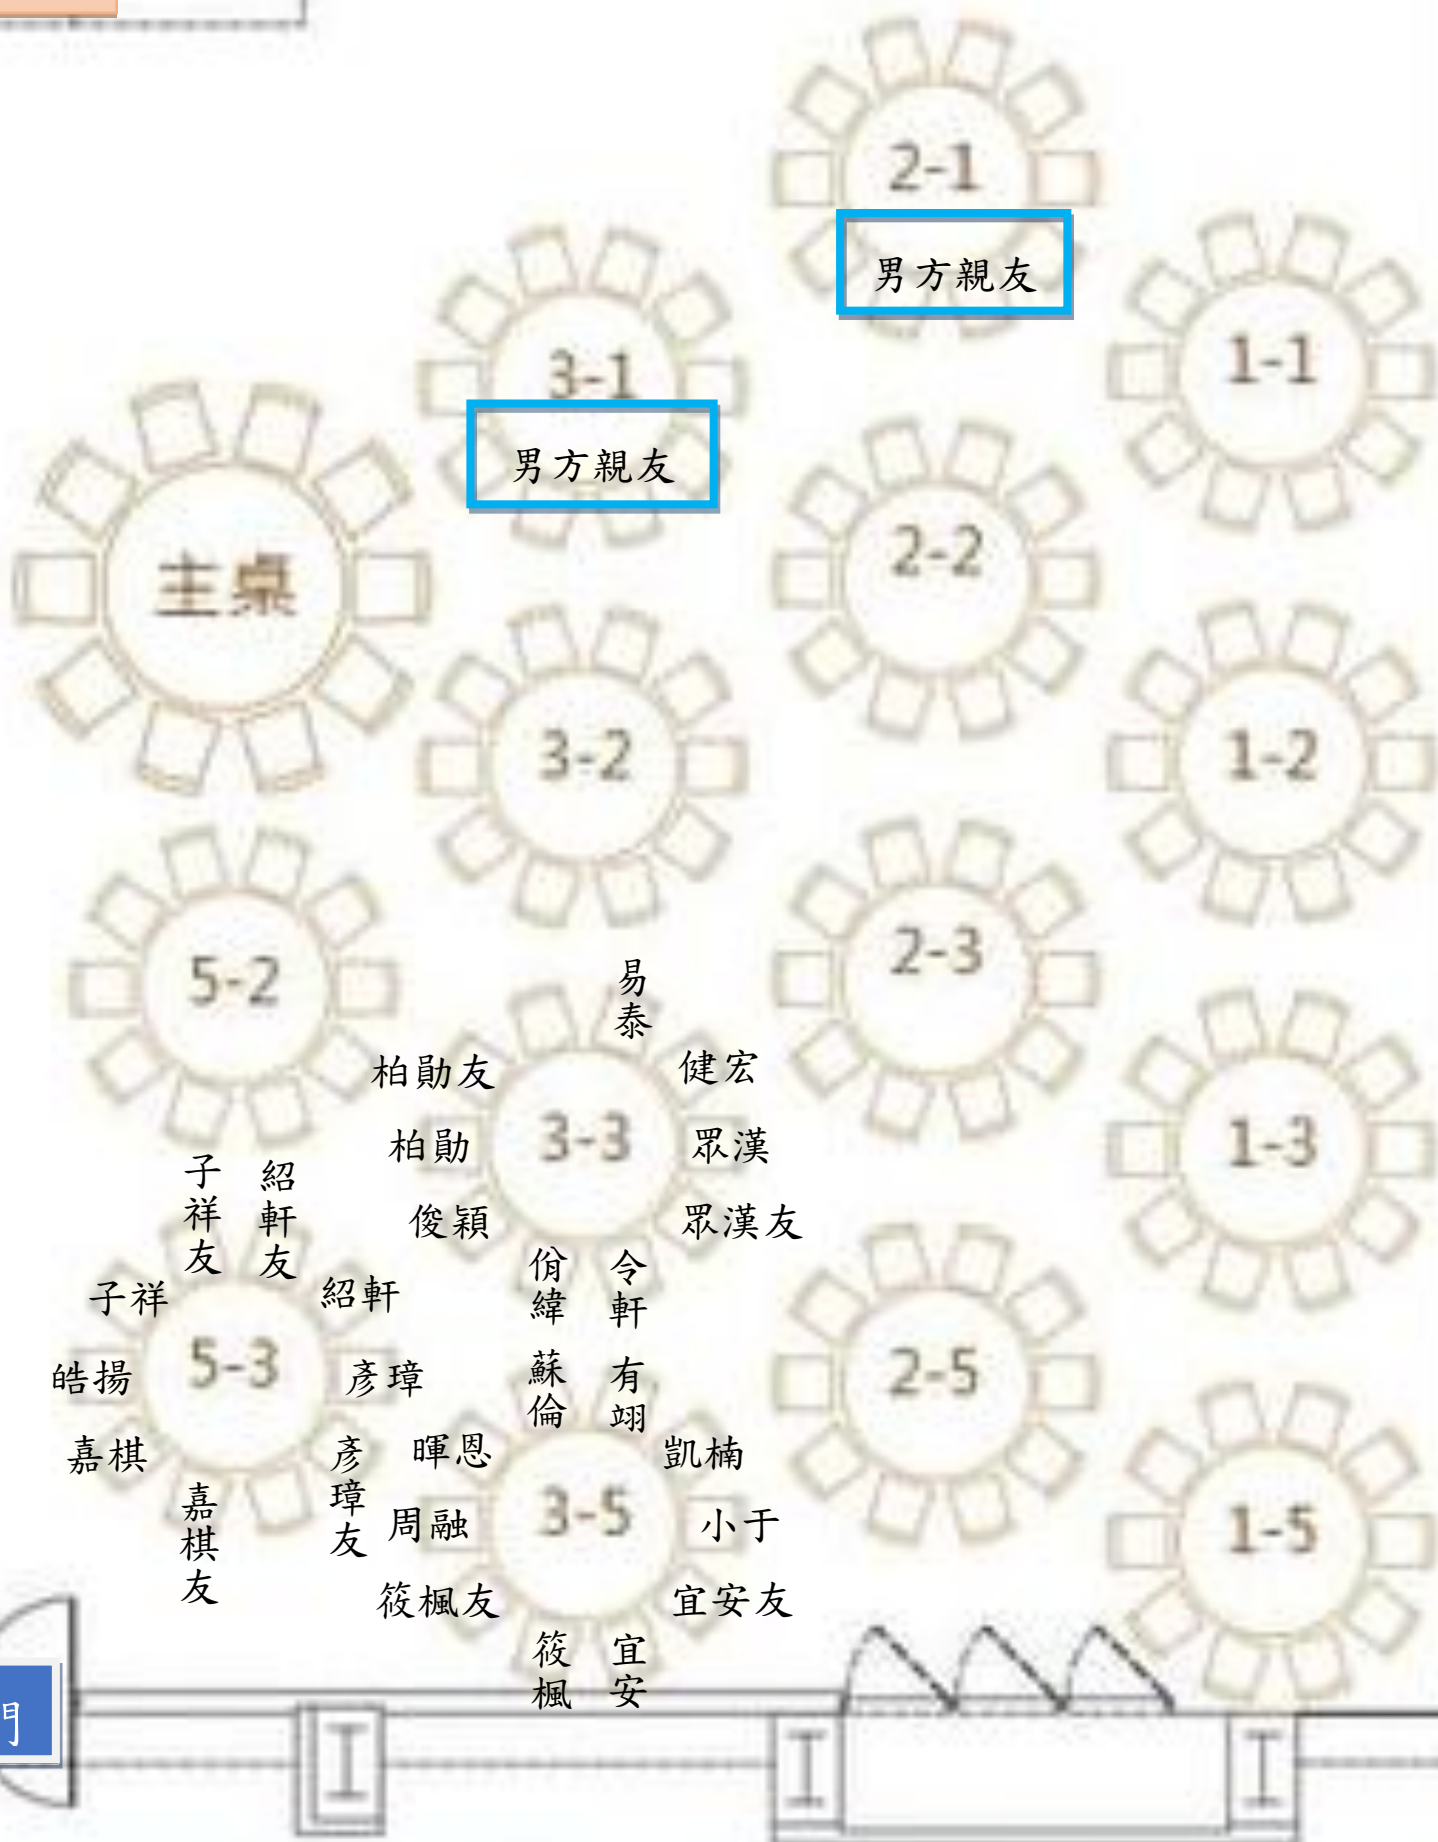 2-1
男方親友
3-1
男方親友
1-1
主桌
2-2
3-2
1-2
5-2
2-3
易泰
柏勛友
健宏
柏勛
3-3
眾漢
俊穎
眾漢友
佾緯
令軒
1-3
子祥友
紹軒友
子祥
紹軒
皓揚
5-3
彥璋
嘉棋
彥璋友
嘉棋友
2-5
蘇倫
有翊
暉恩
凱楠
周融
3-5
小于
筱楓友
宜安友
筱楓
宜安
1-5
門